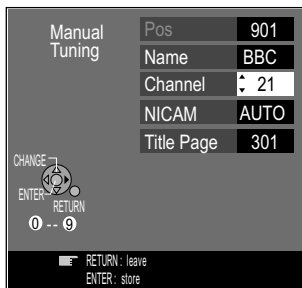 Manual
Tuning
Pos 901
Name BBC
Channel 21
NICAM AUTO
Title Page 301
CHANGE
ENTER
RETURN
0 -- 9
RETURN : leave
ENTER : store